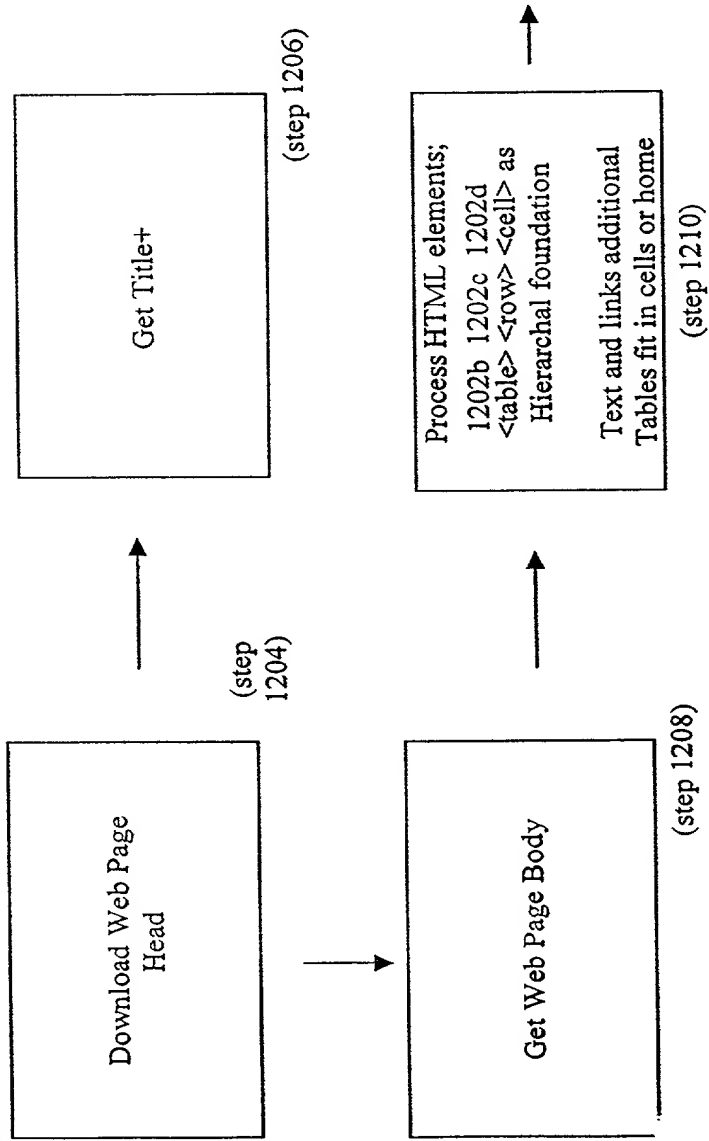 Download Web Page
Head
(step
1204)
Get Title+
(step 1206)
Get Web Page Body
(step 1208)
Process HTML elements;
1202b 1202c 1202d
<table> <row> <cell> as
Hierarchal foundation
Text and links additional
Tables fit in cells or home
(step 1210)